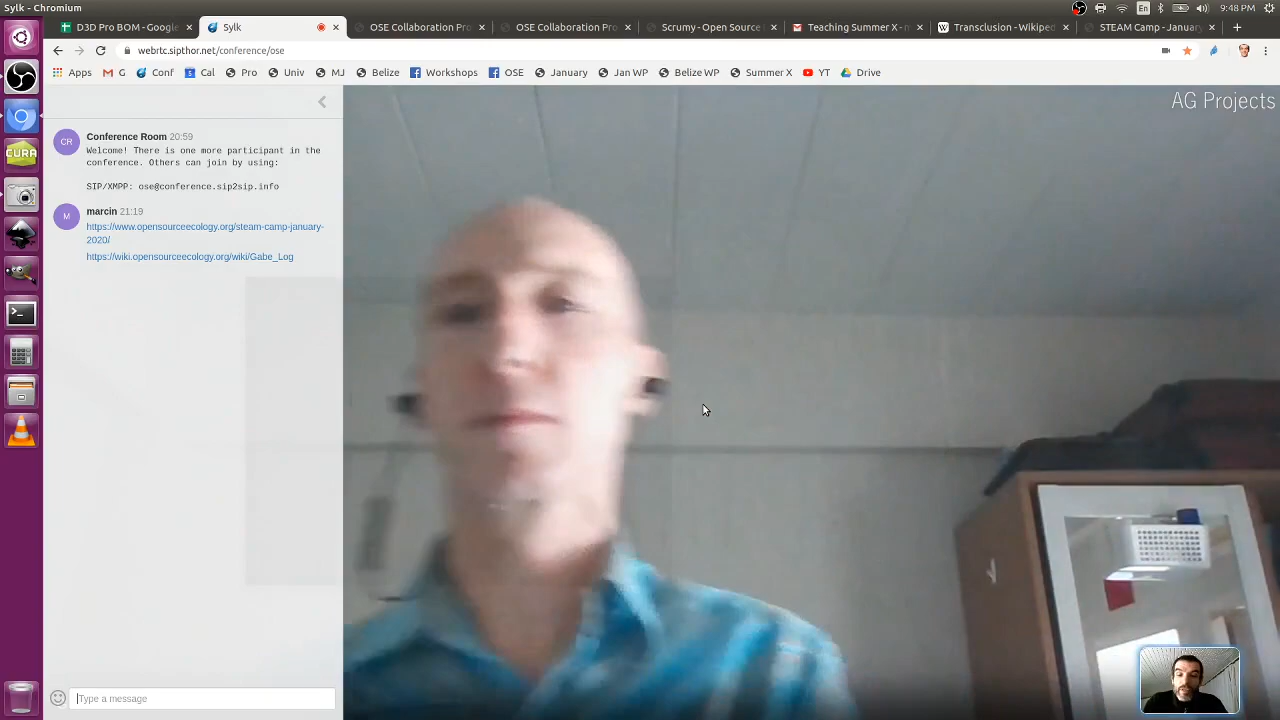 Sylk - Chromium
En
9:48 PM
D3D Pro BOM - Google
Sylk
OSE Collaboration Pro
OSE Collaboration Pro
Scrumy - Open Source
Teaching Summer X - m
Transclusion - Wikiped
STEAM Camp - January
webrtc.sipthor.net/conference/ose
Apps
G
Conf
Cal
Pro
Univ
MJ
Belize
Workshops
OSE
January
Jan WP
Belize WP
Summer X
YT
Drive
AG Projects
CR
Conference Room 20:59
Welcome! There is one more participant in the
conference. Others can join by using:
SIP/XMPP: ose@conference.sip2sip.info
M
marcin 21:19
https://www.opensourceecology.org/steam-camp-january-
2020/
https://wiki.opensourceecology.org/wiki/Gabe_Log
CURA
Type a message